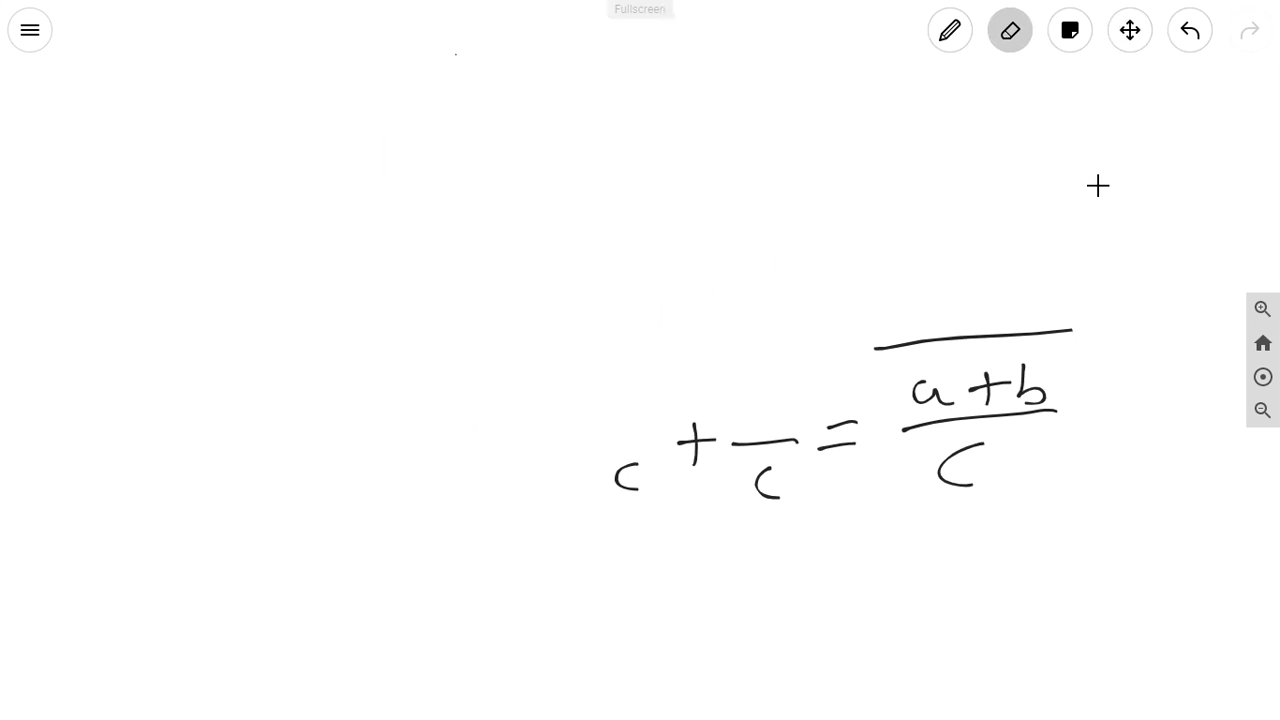 Fullscreen
a + b
c + — = —
c c